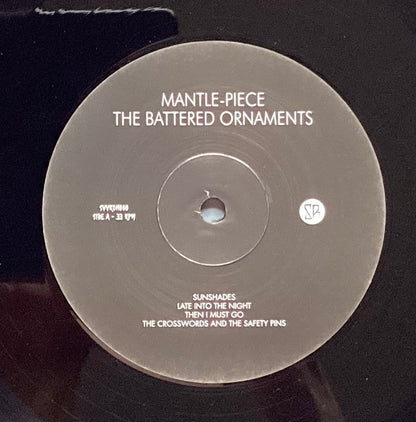 MANTLE-PIECE
THE BATTERED ORNAMENTS
SIDE A - 33 RPM
SR
SUNSHADES
LATE INTO THE NIGHT
THEN I MUST GO
THE CROSSWORDS AND THE SAFETY PINS